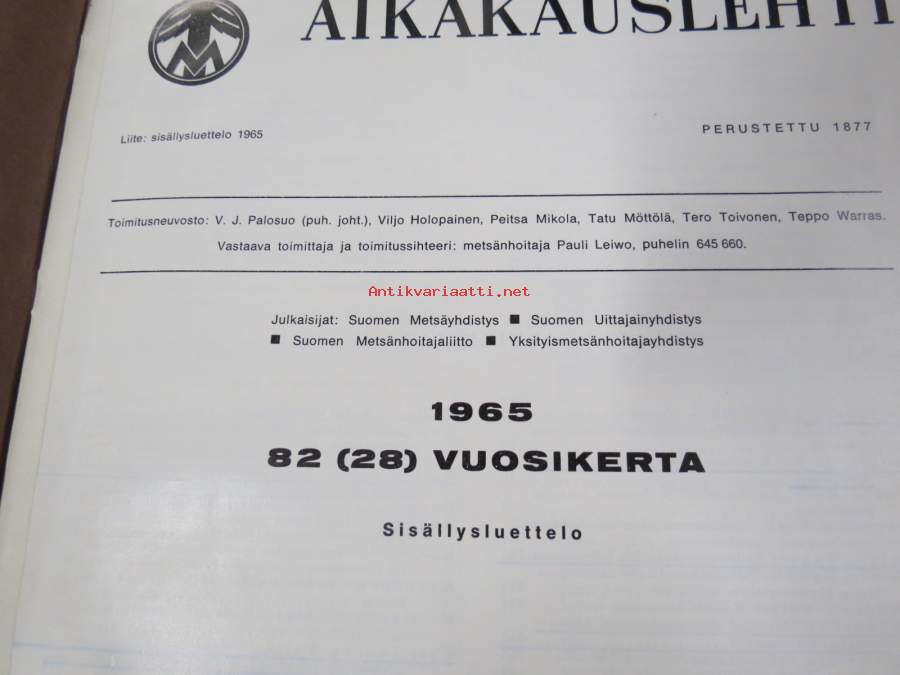 AIKAKAUSLEHTI
M
Liite: sisällysluettelo 1965
PERUSTETTU 1877
Toimitusneuvosto: V. J. Palosuo (puh. joht.), Viljo Holopainen, Peitsa Mikola, Tatu Möttölä, Tero Toivonen, Teppo Warras.
Vastaava toimittaja ja toimitussihteeri: metsänhoitaja Pauli Leiwo, puhelin 645 660.
Antikvariaatti.net
Julkaisijat: Suomen Metsäyhdistys ■ Suomen Uittajainyhdistys
■ Suomen Metsänhoitajaliitto ■ Yksityismetsänhoitajayhdistys
1965
82 (28) VUOSIKERTA
Sisällysluettelo